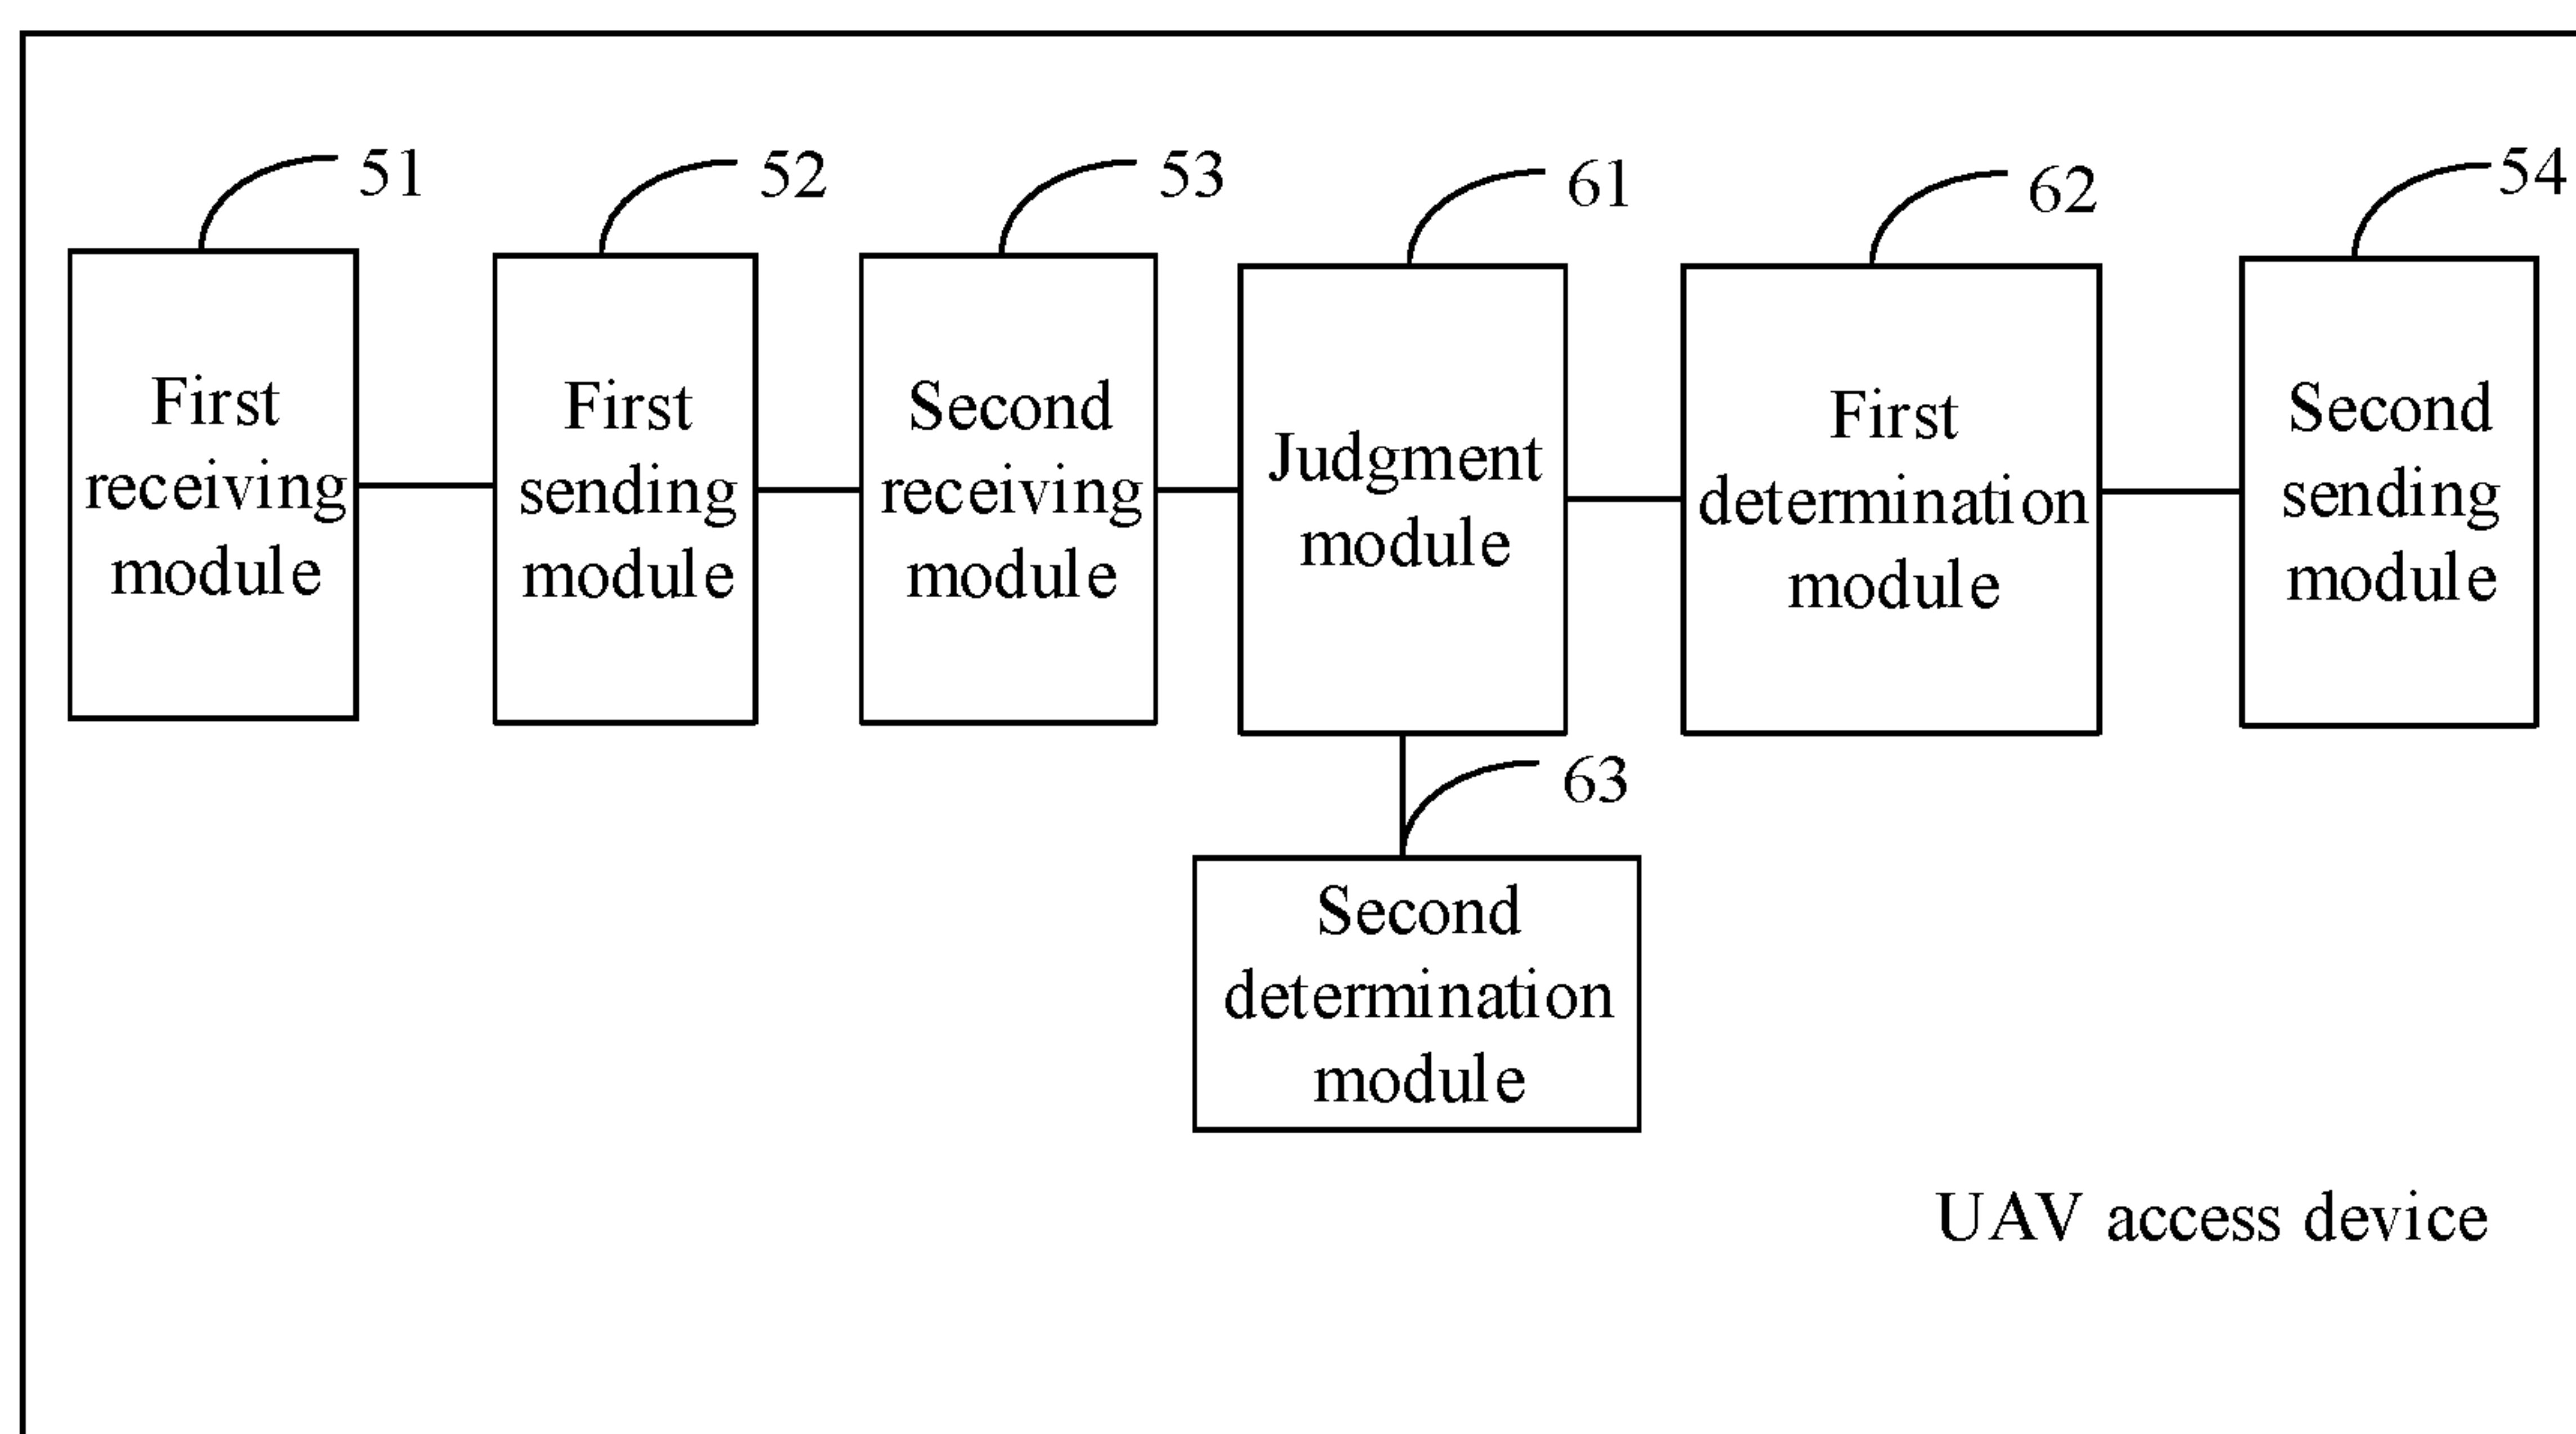 51
52
53
61
62
54
First
receiving
module
First
sending
module
Second
receiving
module
Judgment
module
First
determination
module
Second
sending
module
63
Second
determination
module
UAV access device